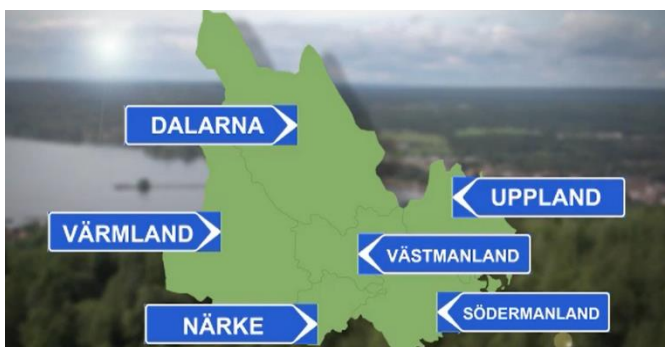 DALARNA
UPPLAND
VÄRMLAND
VÄSTMANLAND
SÖDERMANLAND
NÄRKE